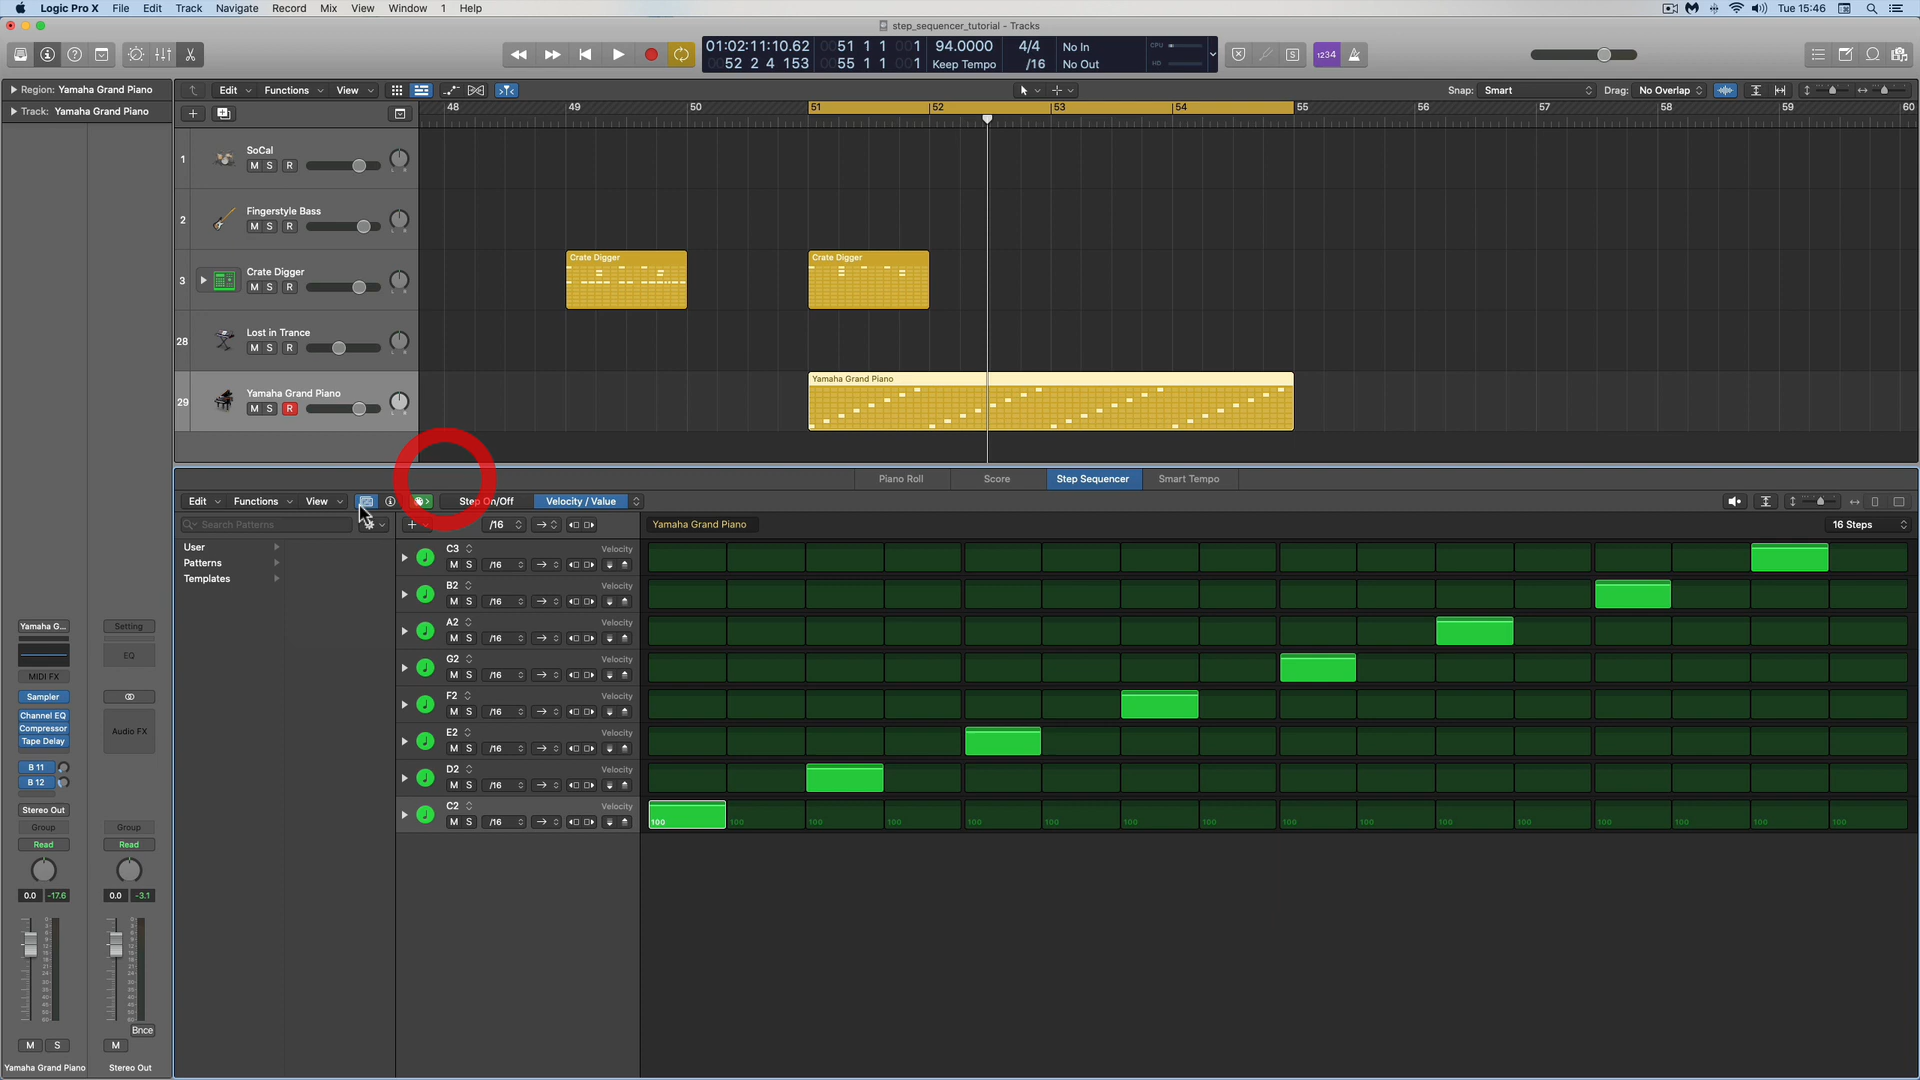 Logic Pro X File Edit Track Navigate Record Mix View Window 1 Help Tue 15:46
step_sequencer_tutorial - Tracks
01:02:11:10.62 0051 1 1 001 94.0000 4/4 No In CPU
0052 2 4 153 0055 1 1 001 Keep Tempo /16 No Out HD
1234
Region: Yamaha Grand Piano
Track: Yamaha Grand Piano
Edit Functions View Snap: Smart Drag: No Overlap
48 49 50 51 52 53 54 55 56 57 58 59 60
1 SoCal
M S R
2 Fingerstyle Bass
M S R
3 Crate Digger
M S R
Crate Digger
Crate Digger
28 Lost in Trance
M S R
29 Yamaha Grand Piano
M S R
Yamaha Grand Piano
Piano Roll Score Step Sequencer Smart Tempo
Edit Functions View Step On/Off Velocity / Value
Search Patterns /16 Yamaha Grand Piano 16 Steps
User
Patterns
Templates
C3 Velocity
M S /16
B2 Velocity
M S /16
A2 Velocity
M S /16
G2 Velocity
M S /16
F2 Velocity
M S /16
E2 Velocity
M S /16
D2 Velocity
M S /16
C2 Velocity
M S /16
100 100 100 100 100 100 100 100 100 100 100 100 100 100 100 100
Yamaha G... Setting
EQ
MIDI FX
Sampler
Channel EQ
Compressor Audio FX
Tape Delay
B 11
B 12
Stereo Out
Group Group
Read Read
0.0 -17.6 0.0 -3.1
Bnce
M S M
Yamaha Grand Piano Stereo Out